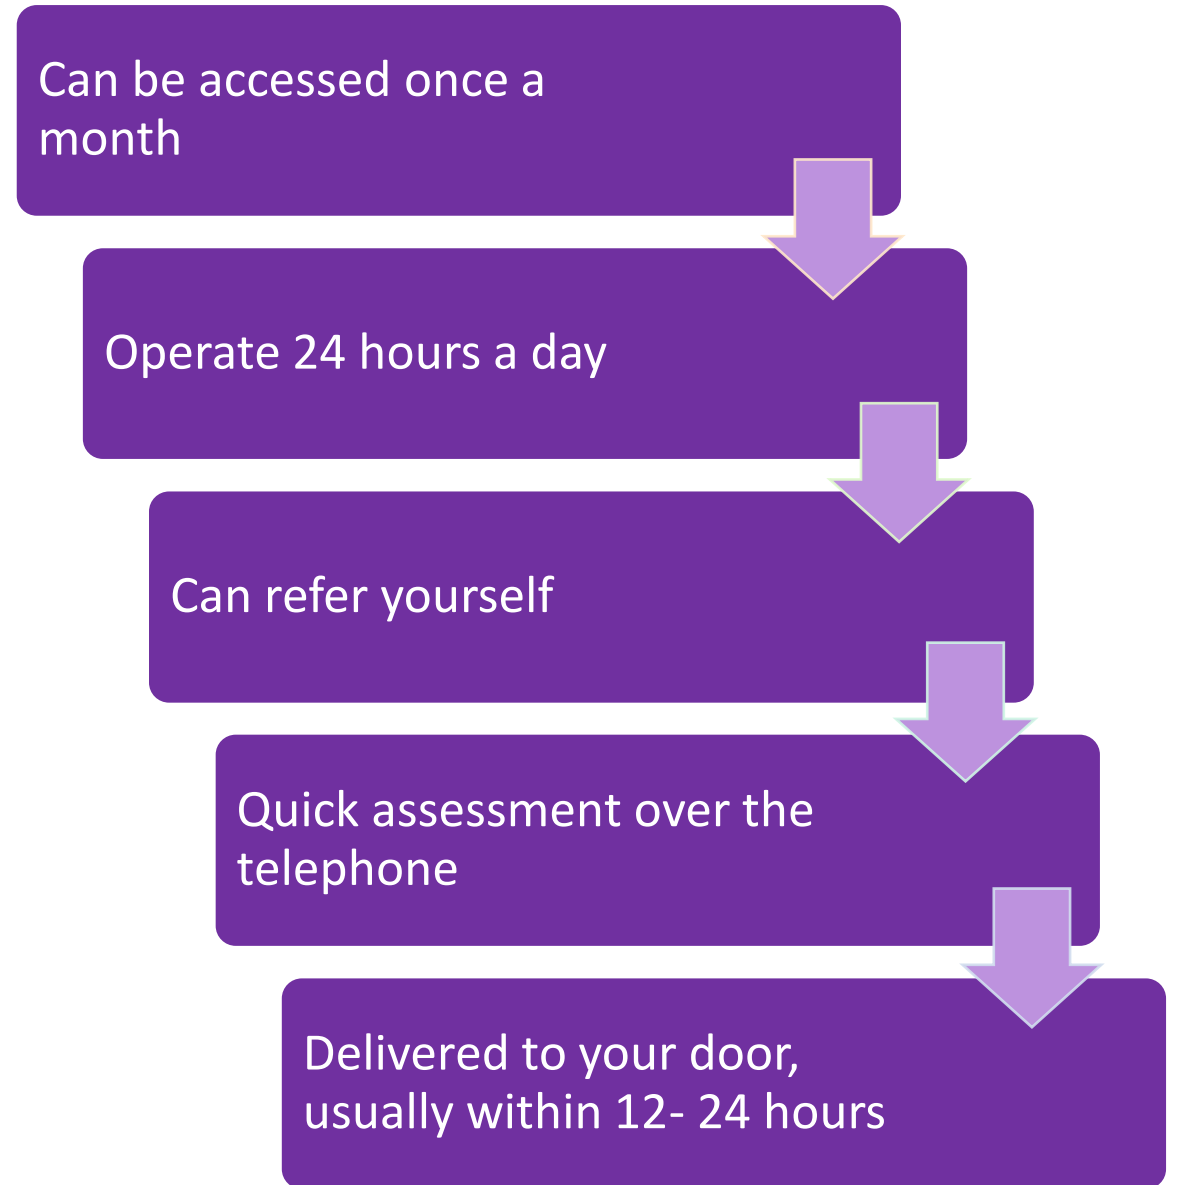 Can be accessed once a
month
Operate 24 hours a day
Can refer yourself
Quick assessment over the
telephone
Delivered to your door,
usually within 12- 24 hours